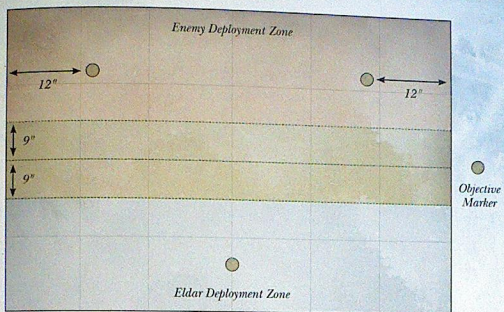 Enemy Deployment Zone
12"
12"
9"
9"
Objective
Marker
Eldar Deployment Zone